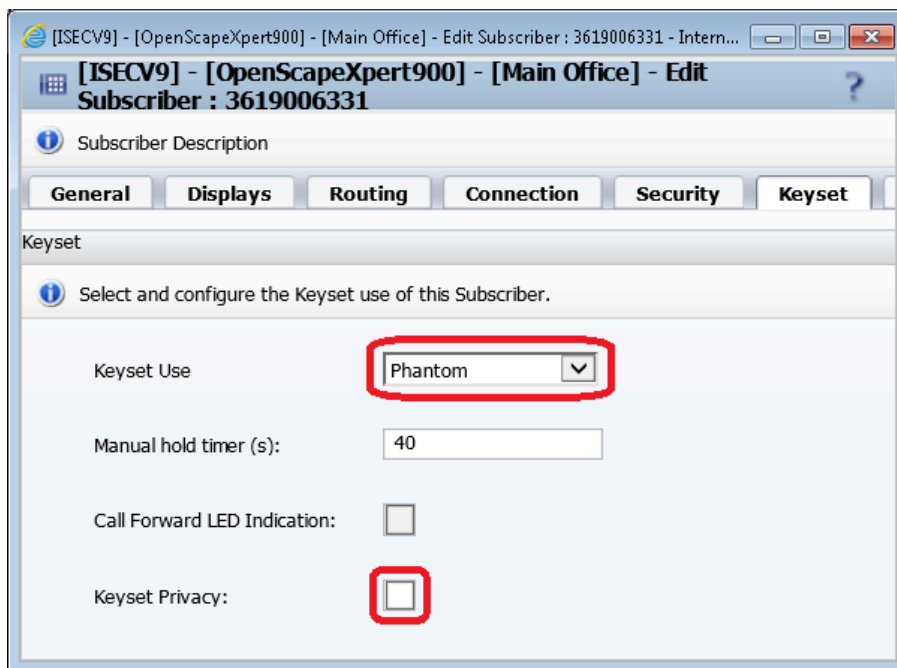 [ISECV9] - [OpenScapeXpert900] - [Main Office] - Edit Subscriber : 3619006331 - Intern...
[ISECV9] - [OpenScapeXpert900] - [Main Office] - Edit
Subscriber : 3619006331
?
Subscriber Description
General Displays Routing Connection Security Keyset
Keyset
Select and configure the Keyset use of this Subscriber.
Keyset Use Phantom
Manual hold timer (s): 40
Call Forward LED Indication:
Keyset Privacy: